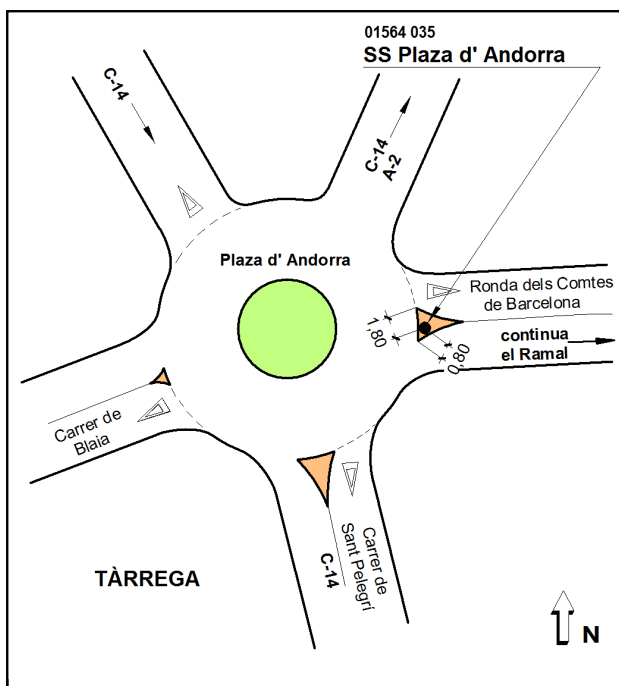 01564 035
SS Plaza d' Andorra
C-14
C-14
A-2
Plaza d' Andorra
Ronda dels Comtes
de Barcelona
1,80
0,80
continua
el Ramal
Carrer de
Blaia
Carrer de
Sant Pelegrí
C-14
TÀRREGA
N